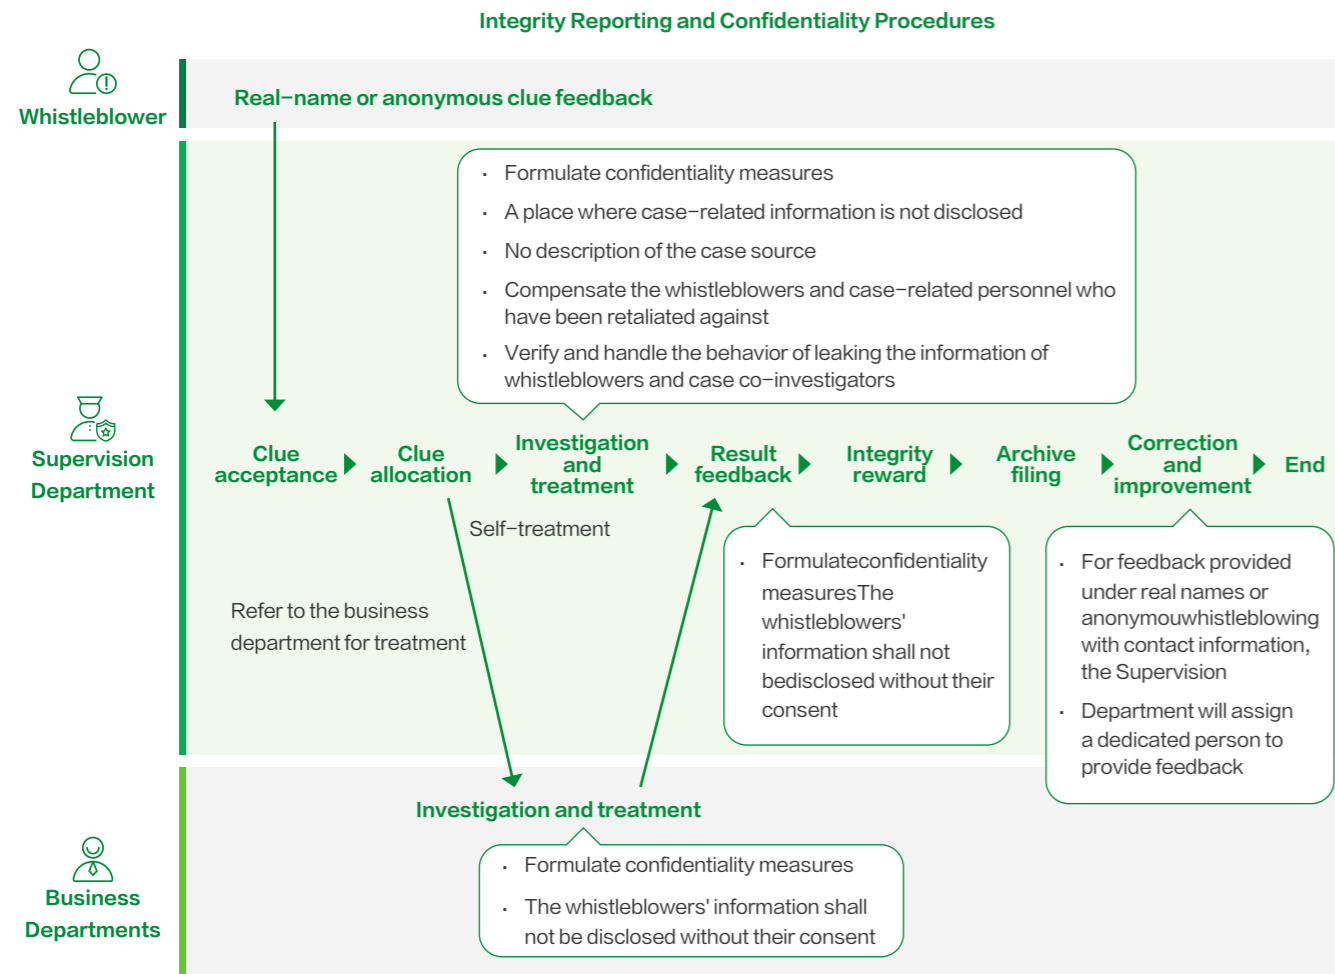 Integrity Reporting and Confidentiality Procedures
Whistleblower
Real-name or anonymous clue feedback
· Formulate confidentiality measures
· A place where case-related information is not disclosed
· No description of the case source
· Compensate the whistleblowers and case-related personnel who
have been retaliated against
· Verify and handle the behavior of leaking the information of
whistleblowers and case co-investigators
Supervision
Department
Clue
acceptance
Clue
allocation
Investigation
and
treatment
Result
feedback
Integrity
reward
Archive
filing
Correction
and
improvement
End
Self-treatment
Refer to the business
department for treatment
· Formulateconfidentiality
measuresThe
whistleblowers'
information shall not
bedisclosed without their
consent
· For feedback provided
under real names or
anonymouwhistleblowing
with contact information,
the Supervision
· Department will assign
a dedicated person to
provide feedback
Business
Departments
Investigation and treatment
· Formulate confidentiality measures
· The whistleblowers' information shall
not be disclosed without their consent